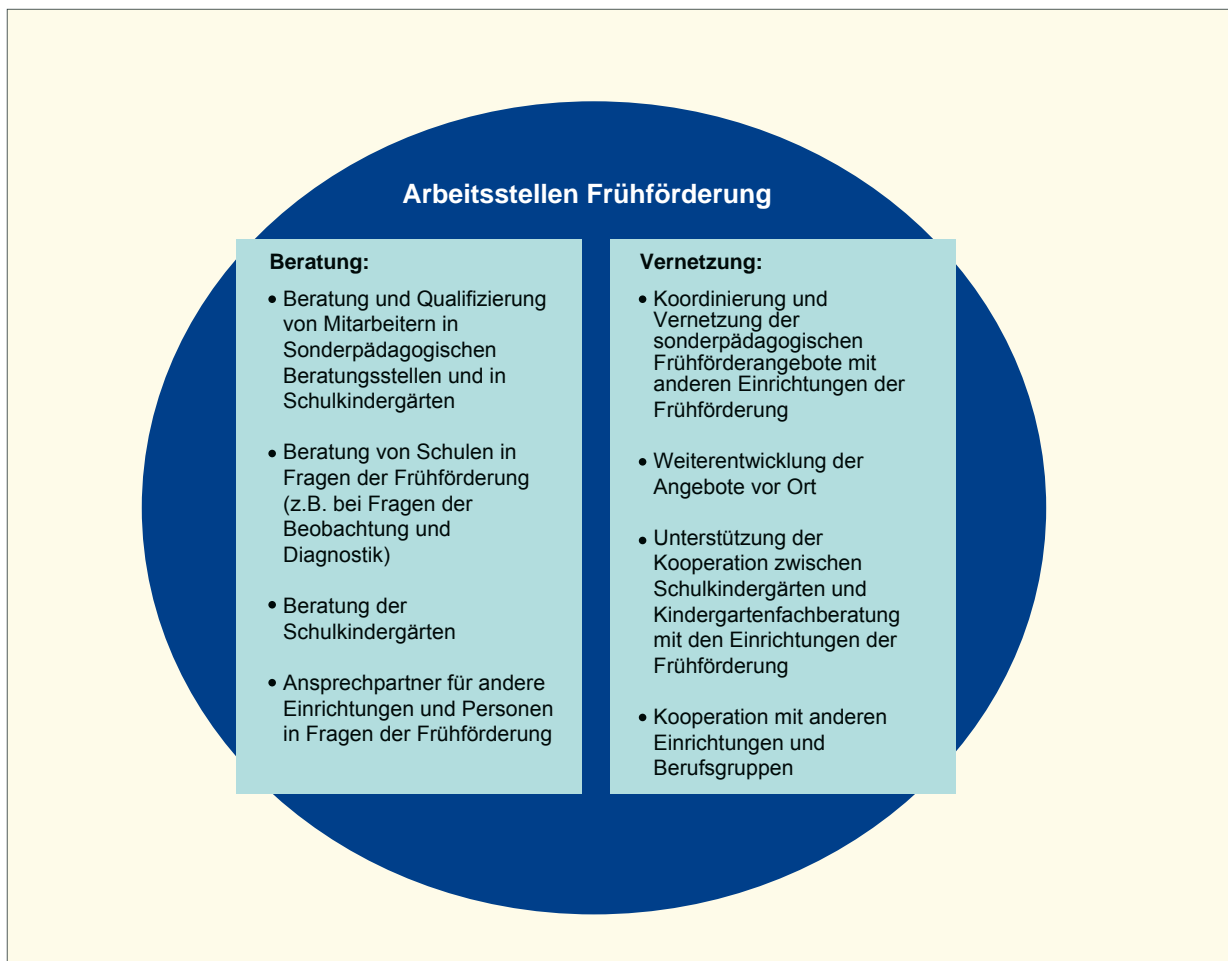 Arbeitsstellen Frühförderung
Beratung:
• Beratung und Qualifizierung
von Mitarbeitern in
Sonderpädagogischen
Beratungsstellen und in
Schulkindergärten
• Beratung von Schulen in
Fragen der Frühförderung
(z.B. bei Fragen der
Beobachtung und
Diagnostik)
• Beratung der
Schulkindergärten
• Ansprechpartner für andere
Einrichtungen und Personen
in Fragen der Frühförderung
Vernetzung:
• Koordinierung und
Vernetzung der
sonderpädagogischen
Frühförderangebote mit
anderen Einrichtungen der
Frühförderung
• Weiterentwicklung der
Angebote vor Ort
• Unterstützung der
Kooperation zwischen
Schulkindergärten und
Kindergartenfachberatung
mit den Einrichtungen der
Frühförderung
• Kooperation mit anderen
Einrichtungen und
Berufsgruppen